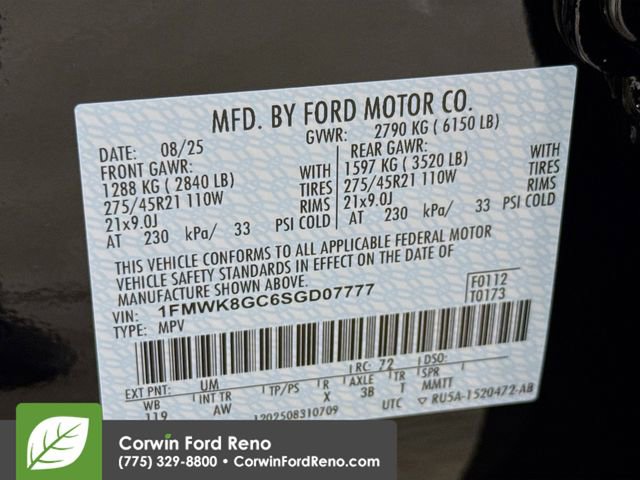 MFD. BY FORD MOTOR CO.
DATE: 08/25 GVWR: 2790 KG ( 6150 LB)
FRONT GAWR: REAR GAWR:
1288 KG ( 2840 LB) WITH 1597 KG ( 3520 LB) WITH
275/45R21 110W TIRES 275/45R21 110W TIRES
21x9.0J RIMS 21x9.0J RIMS
AT 230 kPa/ 33 PSI COLD AT 230 kPa/ 33 PSI COLD
THIS VEHICLE CONFORMS TO ALL APPLICABLE FEDERAL MOTOR
VEHICLE SAFETY STANDARDS IN EFFECT ON THE DATE OF
MANUFACTURE SHOWN ABOVE.
VIN: 1FMWK8GC6SGD07777 F0112
TYPE: MPV T0173
RC: 72 DSO:
EXT PNT: UM
WB INT TR TP/PS R AXLE TR SPR
119 AW X 3B T MMTT
1202508310709 UTC ▽ RU5A-1520472-AB
Corwin Ford Reno
(775) 329-8800 • CorwinFordReno.com